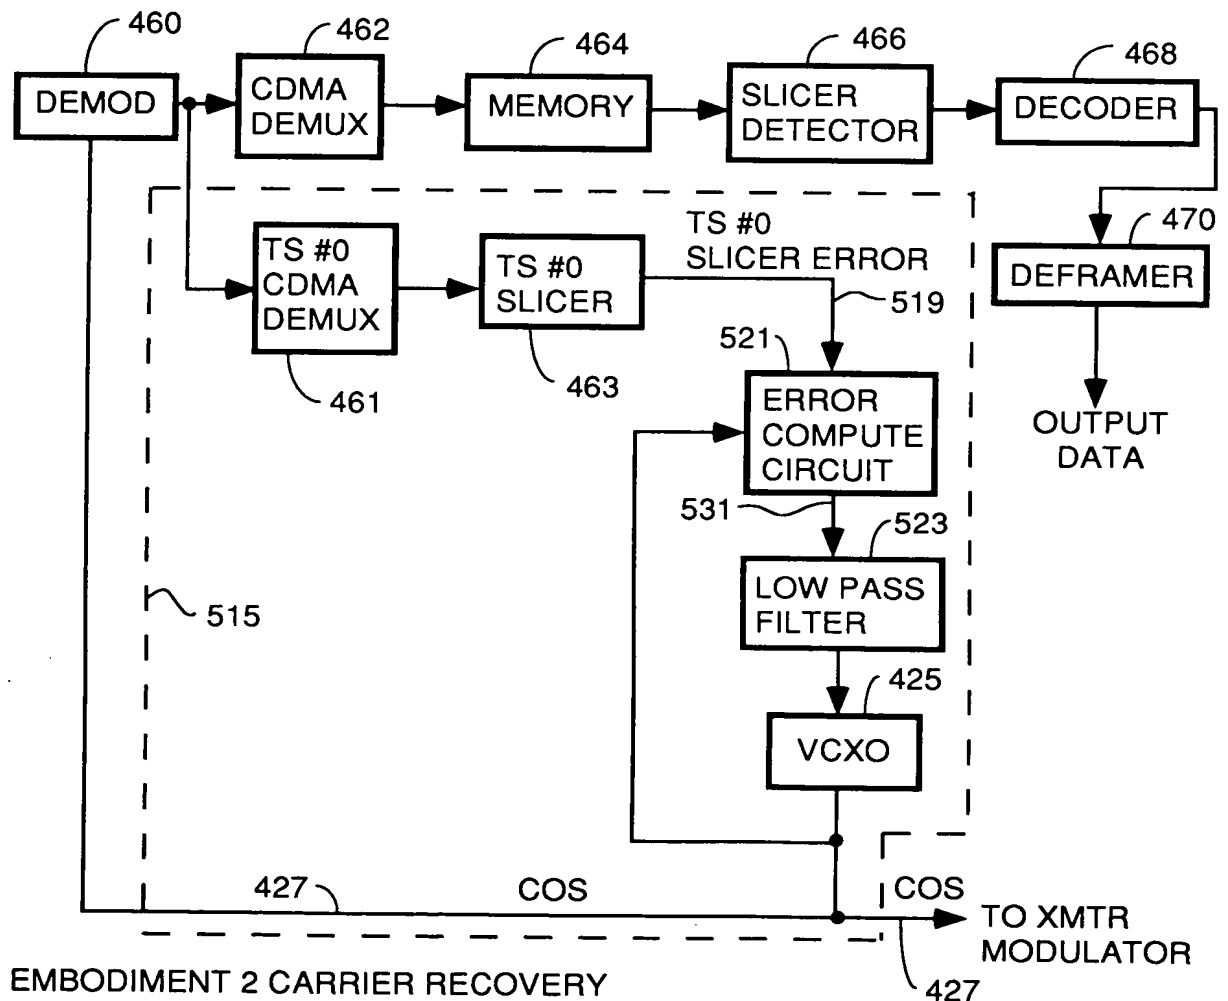 460
462
464
466
468
DEMOD
CDMA
DEMUX
MEMORY
SLICER
DETECTOR
DECODER
TS #0
CDMA
DEMUX
TS #0
SLICER
TS #0
SLICER ERROR
470
DEFRAMER
519
461
463
521
ERROR
COMPUTE
CIRCUIT
OUTPUT
DATA
531
523
LOW PASS
FILTER
515
425
VCXO
427
COS
COS
TO XMTR
MODULATOR
427
EMBODIMENT 2 CARRIER RECOVERY